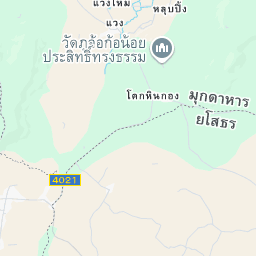 แวงใหม่
หลุบปึ้ง
แวง
วัดภูจ้อก้อน้อย
ประสิทธิ์ทรงธรรม
โคกหินกอง
มุกดาหาร
ยโสธร
4021